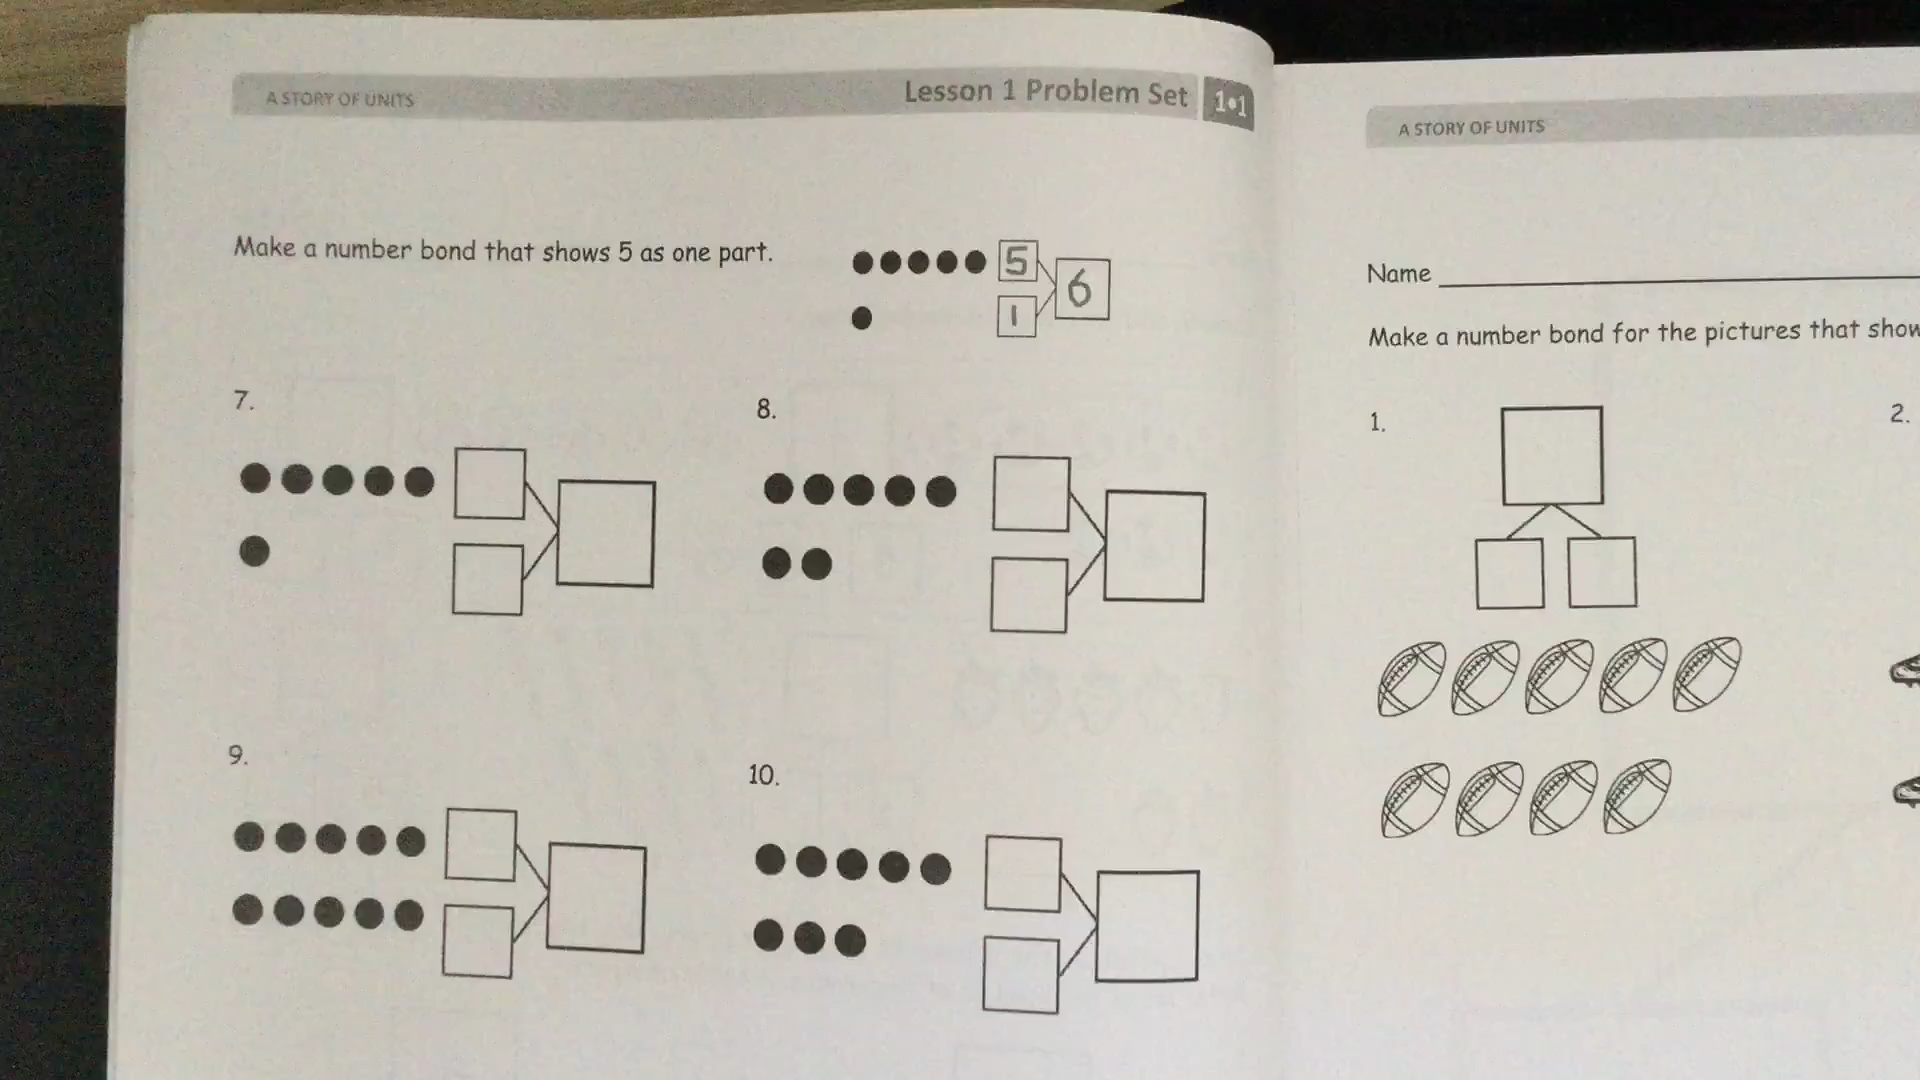 A STORY OF UNITS
Lesson 1 Problem Set 1•1
Make a number bond that shows 5 as one part.
5
1
6
7.
8.
9.
10.
A STORY OF UNITS
Name
Make a number bond for the pictures that show
1.
2.